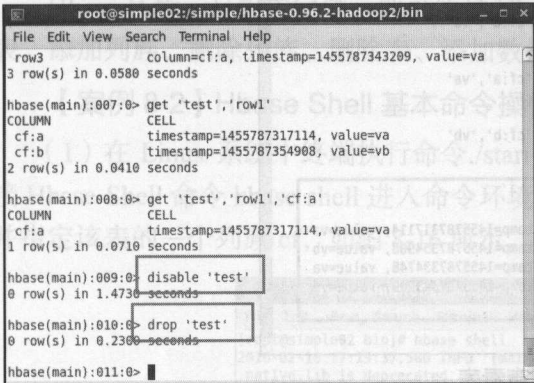 root@simple02:/simple/hbase-0.96.2-hadoop2/bin
File Edit View Search Terminal Help
row3 column=cf:a, timestamp=1455787343209, value=va
3 row(s) in 0.0580 seconds
hbase(main):007:0> get 'test','row1'
COLUMN CELL
cf:a timestamp=1455787317114, value=va
cf:b timestamp=1455787354908, value=vb
2 row(s) in 0.0410 seconds
hbase(main):008:0> get 'test','row1','cf:a'
COLUMN CELL
cf:a timestamp=1455787317114, value=va
1 row(s) in 0.0710 seconds
hbase(main):009:0> disable 'test'
0 row(s) in 1.4730 seconds
hbase(main):010:0> drop 'test'
0 row(s) in 0.2300 seconds
hbase(main):011:0>